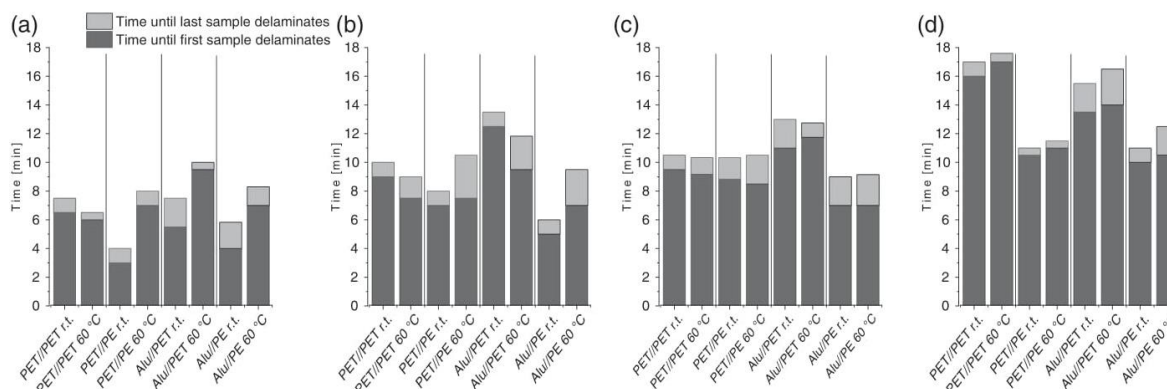 (a)
Time until last sample delaminates
Time until first sample delaminates
Time [min]
18
16
14
12
10
8
6
4
2
0
PET//PET r.t.
PET//PET 60 °C
PET//PE r.t.
PET//PE 60 °C
Alu//PET r.t.
Alu//PET 60 °C
Alu//PE r.t.
Alu//PE 60 °C
(b)
Time [min]
18
16
14
12
10
8
6
4
2
0
PET//PET r.t.
PET//PET 60 °C
PET//PE r.t.
PET//PE 60 °C
Alu//PET r.t.
Alu//PET 60 °C
Alu//PE r.t.
Alu//PE 60 °C
(c)
Time [min]
18
16
14
12
10
8
6
4
2
0
PET//PET r.t.
PET//PET 60 °C
PET//PE r.t.
PET//PE 60 °C
Alu//PET r.t.
Alu//PET 60 °C
Alu//PE r.t.
Alu//PE 60 °C
(d)
Time [min]
18
16
14
12
10
8
6
4
2
0
PET//PET r.t.
PET//PET 60 °C
PET//PE r.t.
PET//PE 60 °C
Alu//PET r.t.
Alu//PET 60 °C
Alu//PE r.t.
Alu//PE 60 °C